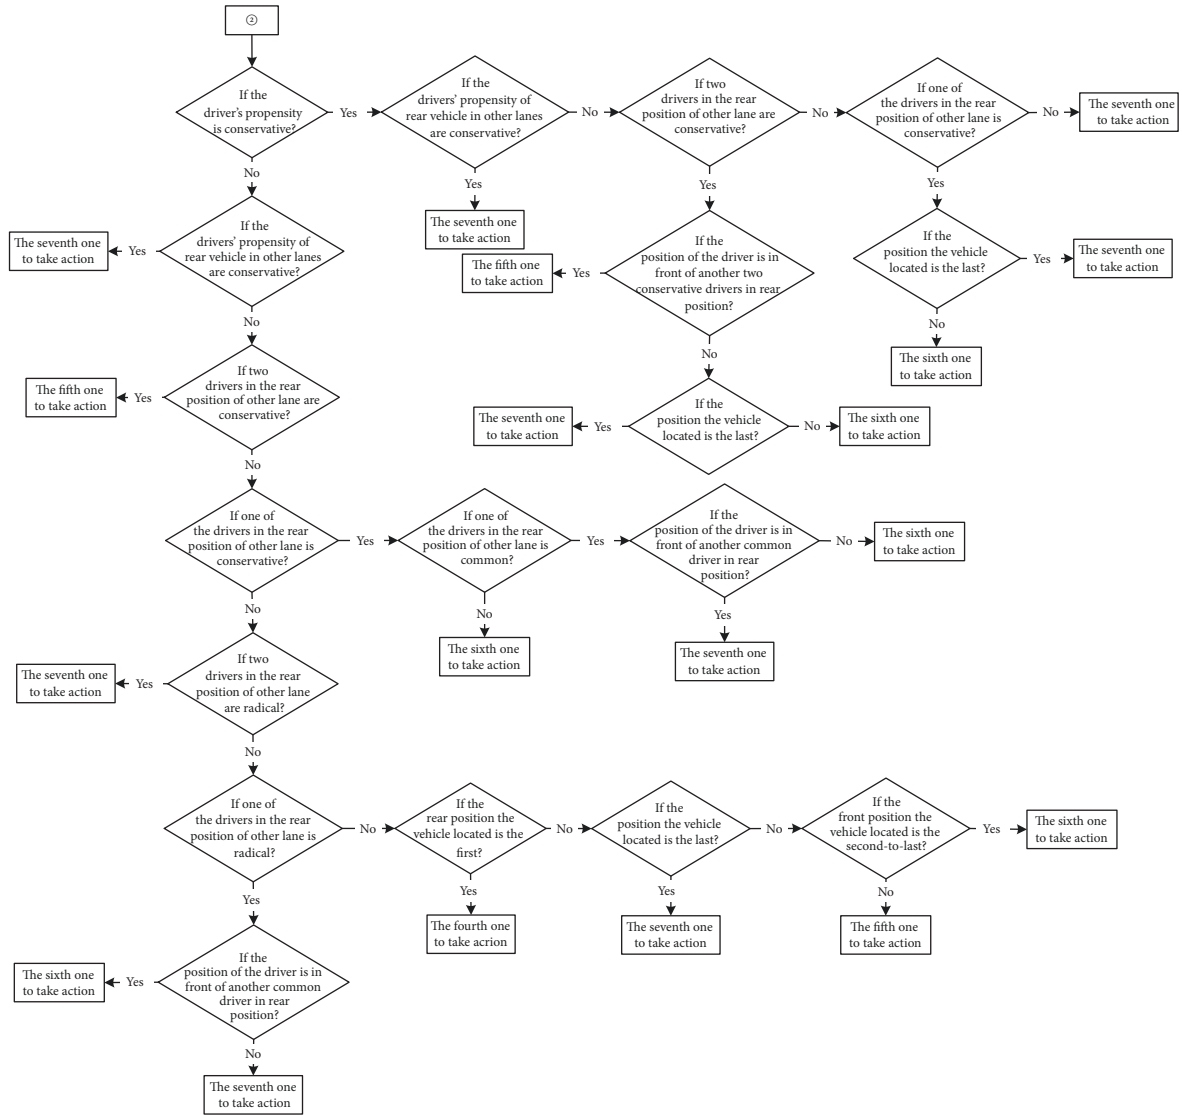 ②
If the
driver's propensity
is conservative?
Yes
If the
drivers' propensity of
rear vehicle in other lanes
are conservative?
No
If two
drivers in the rear
position of other lane are
conservative?
No
If one of
the drivers in the rear
position of other lane is
conservative?
No
The seventh one
to take action
No
Yes
Yes
Yes
The seventh one
to take action
Yes
If the
drivers' propensity of
rear vehicle in other lanes
are conservative?
The seventh one
to take action
The fifth one
to take action
Yes
If the
position of the driver is in
front of another two
conservative drivers in rear
position?
If the
position the vehicle
located is the last?
Yes
The seventh one
to take action
No
No
No
The sixth one
to take action
The fifth one
to take action
Yes
If two
drivers in the rear
position of other lane are
conservative?
The seventh one
to take action
Yes
If the
position the vehicle
located is the last?
No
The sixth one
to take action
No
If one of
the drivers in the rear
position of other lane is
conservative?
Yes
If one of
the drivers in the rear
position of other lane is
common?
Yes
If the
position of the driver is in
front of another common
driver in rear
position?
No
The sixth one
to take action
No
No
Yes
The sixth one
to take action
The seventh one
to take action
The seventh one
to take action
Yes
If two
drivers in the rear
position of other lane
are radical?
No
If one of
the drivers in the rear
position of other lane is
radical?
No
If the
rear position the
vehicle located is the
first?
No
If the
position the vehicle
located is the last?
No
If the
front position the
vehicle located is the
second-to-last?
Yes
The sixth one
to take action
Yes
Yes
Yes
No
The fourth one
to take acrion
The seventh one
to take action
The fifth one
to take action
The sixth one
to take action
Yes
If the
position of the driver is in
front of another common
driver in rear
position?
No
The seventh one
to take action